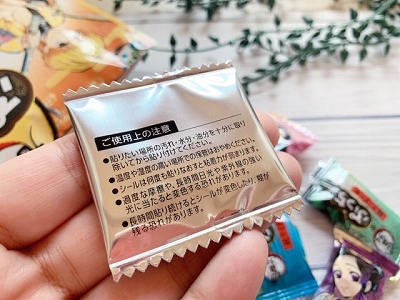 ご使用上の注意
●貼りたい場所の汚れ・水分・油分を十分に取り
除いてから貼り付けてください。
●温度や湿度の高い場所での保管はおやめください。
●シールは何度も貼りなおすと粘着力が弱まります。
●過度な摩擦や、長時間日光や紫外線の強い
光に当たると変色する恐れがあります。
●長時間貼り続けるとシールが変色したり、糊が
残る恐れがあります。